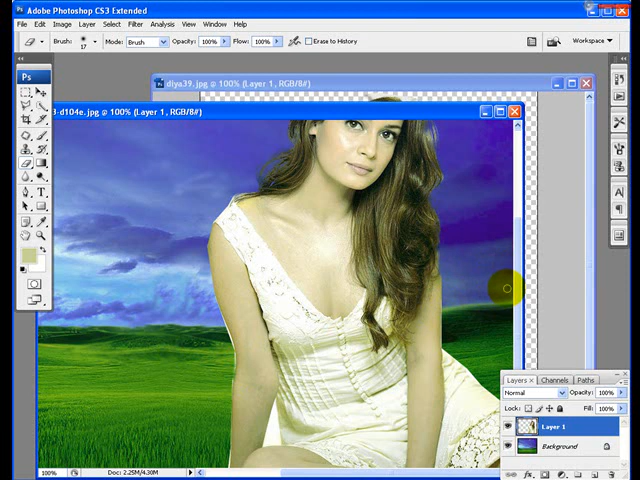 Adobe Photoshop CS3 Extended
File Edit Image Layer Select Filter Analysis View Window Help
Brush: 17 Mode: Brush Opacity: 100% Flow: 100% Erase to History Workspace
Ps
diya39.jpg @ 100% (Layer 1, RGB/8#)
3-d104e.jpg @ 100% (Layer 1, RGB/8#)
Layers Channels Paths
Normal Opacity: 100%
Lock: Fill: 100%
Layer 1
Background
100% Doc: 2.25M/4.30M